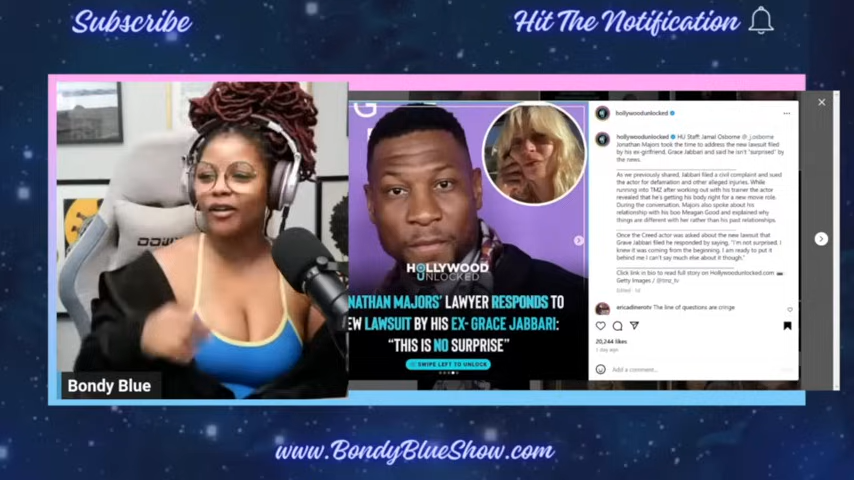 Subscribe
Hit The Notification
G
hollywoodunlocked
hollywoodunlocked HU Staff: Jamal Osborne @_j.osborne
Jonathan Majors took the time to address the new lawsuit filed
by his ex-girlfriend, Grace Jabbari and said he isn't "surprised" by
the news.
As we previously shared, Jabbari filed a civil complaint and sued
the actor for defamation and other alleged injuries. While
running into TMZ after working out with his trainer the actor
revealed that he's getting his body right for a new movie role.
During the conversation, Majors also spoke about his
relationship with his boo Meagan Good and explained why
things are different with her rather than his past relationships.
Once the Creed actor was asked about the new lawsuit that
Grace Jabbari filed he responded by saying, "I'm not surprised. I
knew it was coming from the beginning. I am ready to put it
behind me I can't say much else about it though."
Click link in bio to read full story on Hollywoodunlocked.com
Getty Images / @tmz_tv
Edited · 1d
HOLLYWOOD
UNLOCKED
NATHAN MAJORS' LAWYER RESPONDS TO
EW LAWSUIT BY HIS EX- GRACE JABBARI:
"THIS IS NO SURPRISE"
SWIPE LEFT TO UNLOCK
ericadinerotv The line of questions are cringe
20,244 likes
1 day ago
Add a comment...
Bondy Blue
www.BondyBlueShow.com